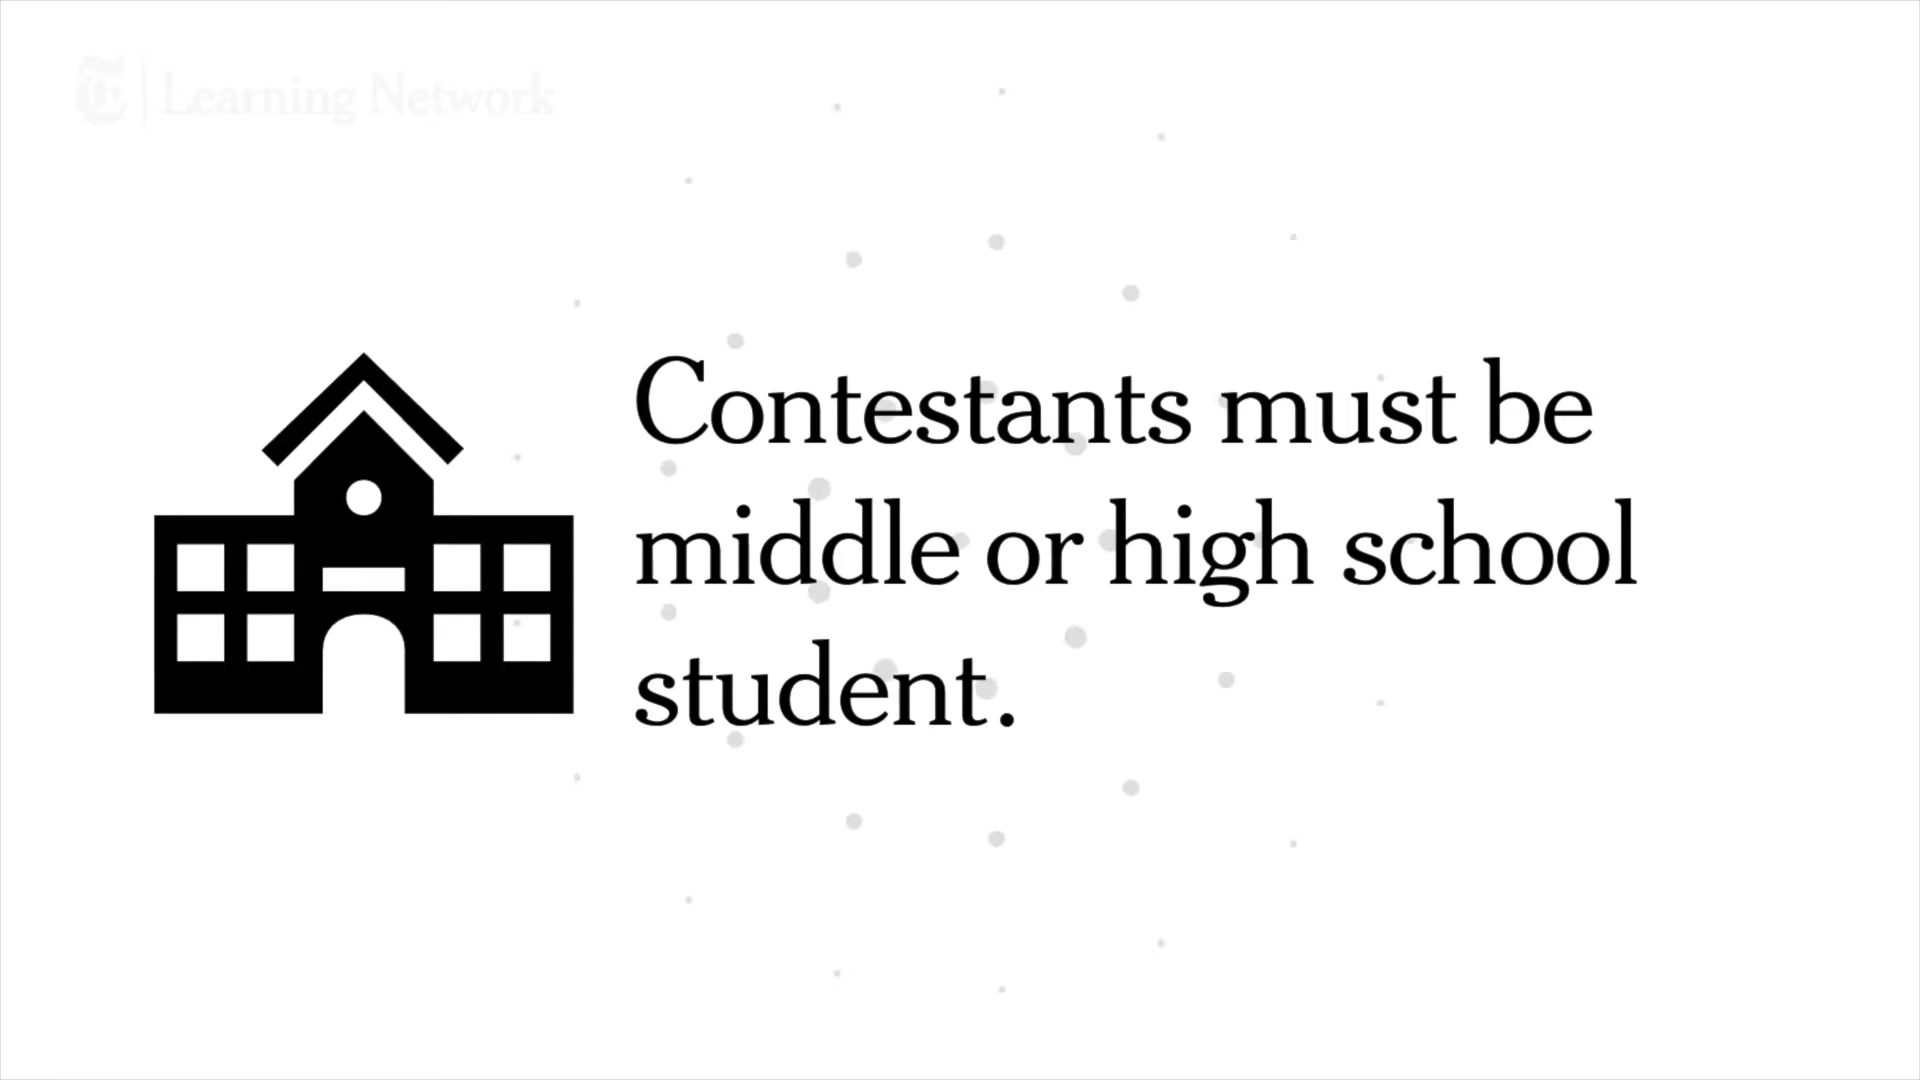 T | Learning Network
Contestants must be
middle or high school
student.